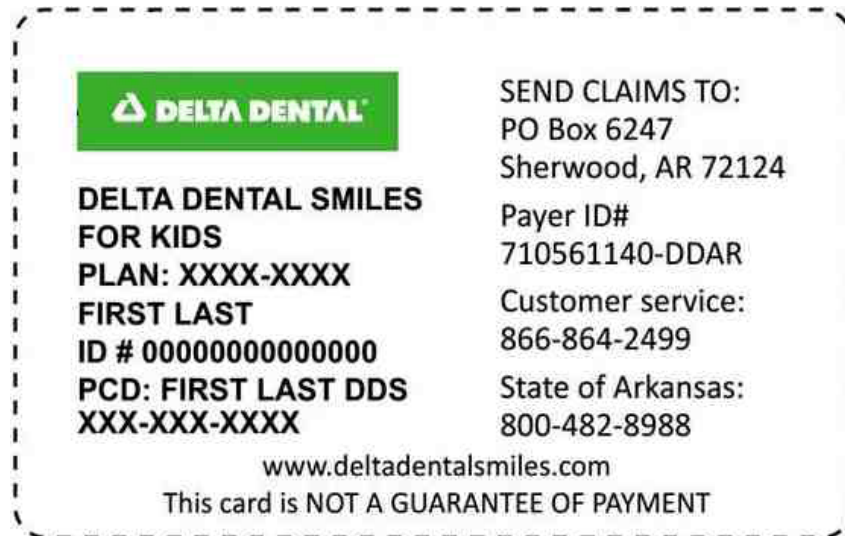 DELTA DENTAL
DELTA DENTAL SMILES
FOR KIDS
PLAN: XXXX-XXXX
FIRST LAST
ID # 00000000000000
PCD: FIRST LAST DDS
XXX-XXX-XXXX
SEND CLAIMS TO:
PO Box 6247
Sherwood, AR 72124
Payer ID#
710561140-DDAR
Customer service:
866-864-2499
State of Arkansas:
800-482-8988
www.deltadentalsmiles.com
This card is NOT A GUARANTEE OF PAYMENT